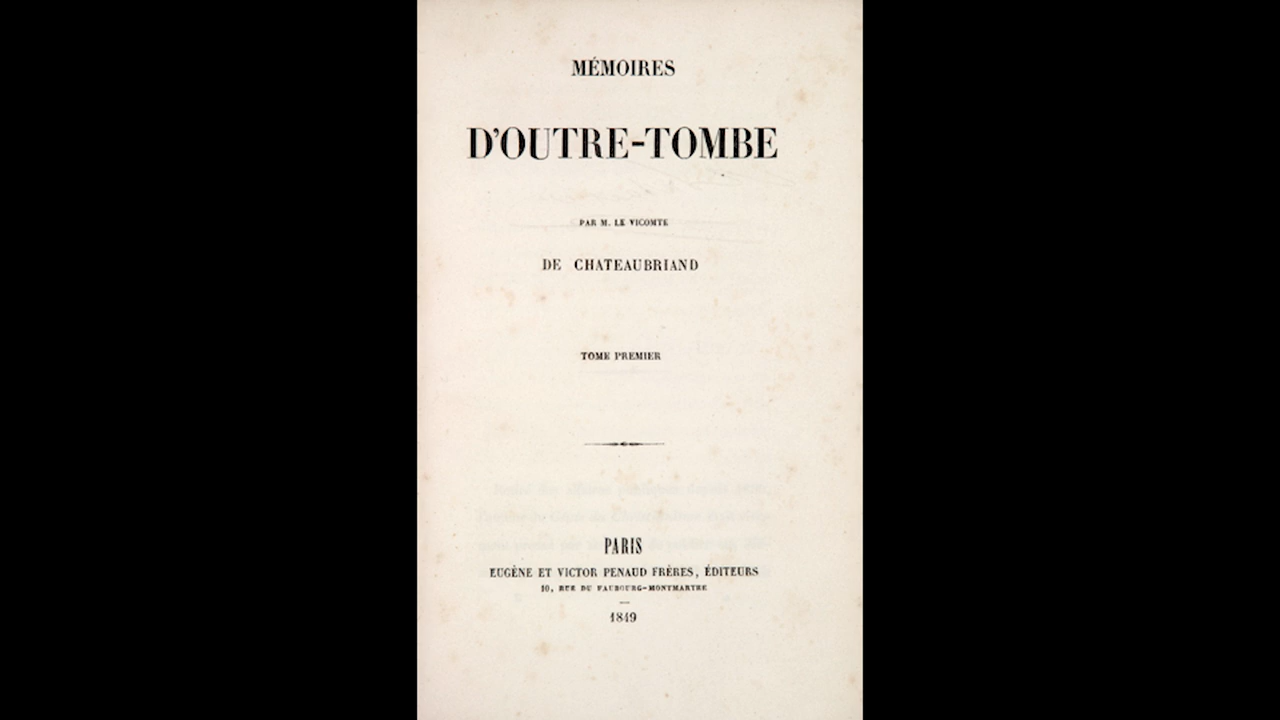 MÉMOIRES
D'OUTRE-TOMBE
PAR M. LE VICOMTE
DE CHATEAUBRIAND
TOME PREMIER
PARIS
EUGÈNE ET VICTOR PENAUD FRÈRES, ÉDITEURS
10, RUE DU FAUBOURG-MONTMARTRE
1849